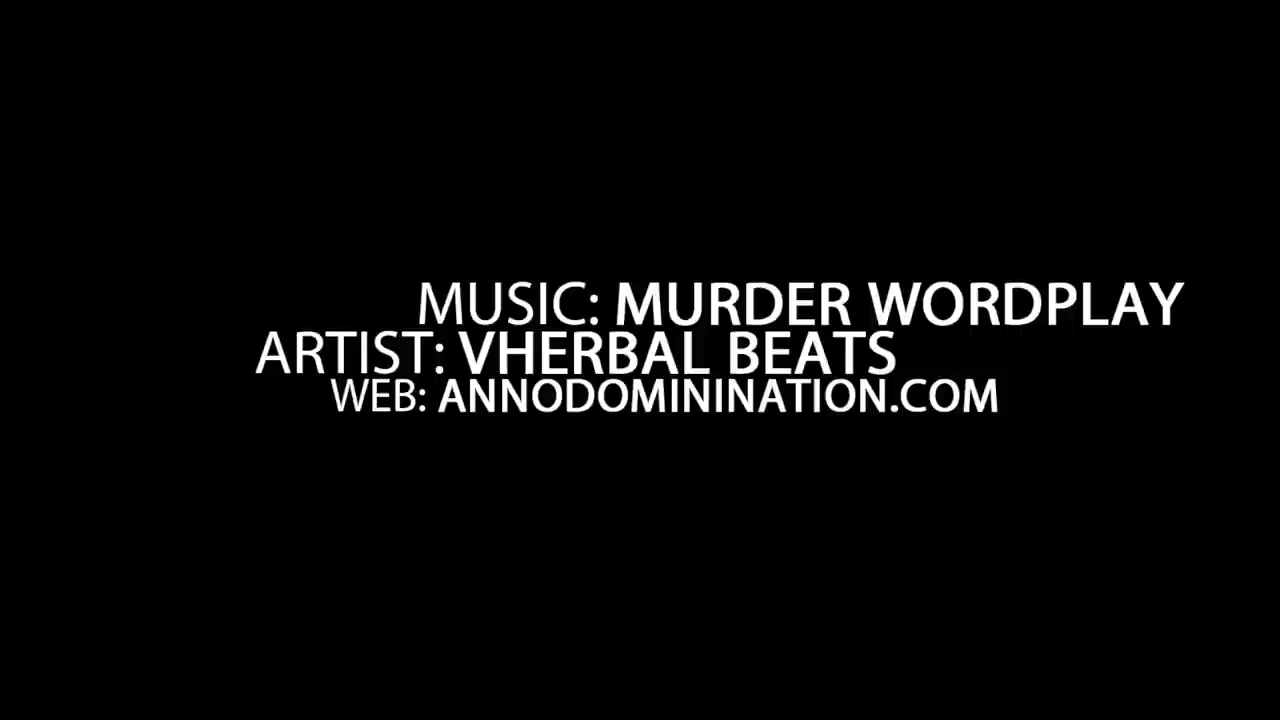 MUSIC: MURDER WORDPLAY
ARTIST: VHERBAL BEATS
WEB: ANNODOMININATION.COM